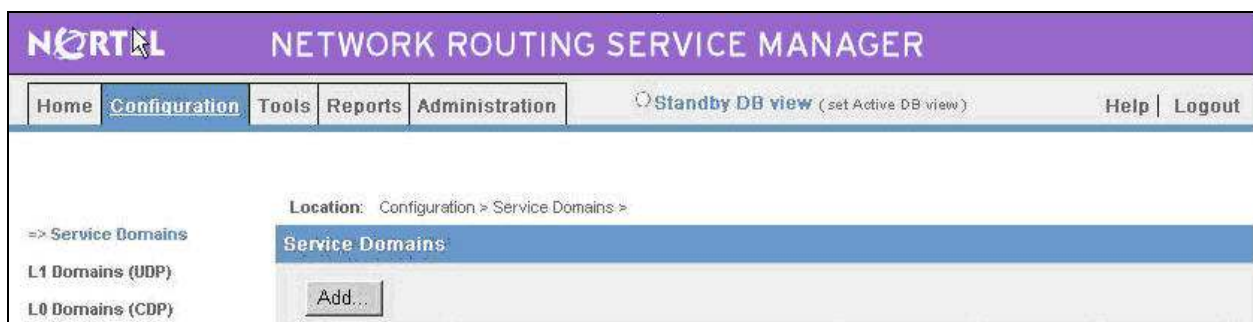 NORTEL NETWORK ROUTING SERVICE MANAGER
Home Configuration Tools Reports Administration Standby DB view ( set Active DB view ) Help | Logout
Location: Configuration > Service Domains >
=> Service Domains
Service Domains
L1 Domains (UDP)
Add...
L0 Domains (CDP)